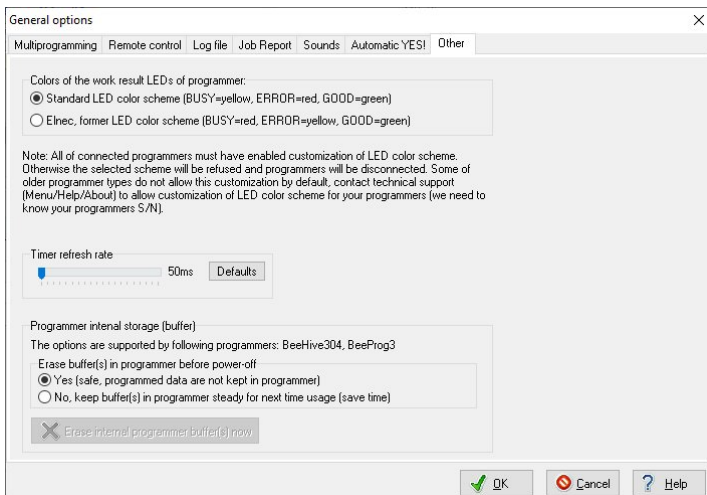 General options
Multiprogramming Remote control Log file Job Report Sounds Automatic YES! Other
Colors of the work result LEDs of programmer:
Standard LED color scheme (BUSY=yellow, ERROR=red, GOOD=green)
Elnec, former LED color scheme (BUSY=red, ERROR=yellow, GOOD=green)
Note: All of connected programmers must have enabled customization of LED color scheme.
Otherwise the selected scheme will be refused and programmers will be disconnected. Some of
older programmer types do not allow this customization by default, contact technical support
(Menu/Help/About) to allow customization of LED color scheme for your programmers (we need to
know your programmers S/N).
Timer refresh rate
50ms Defaults
Programmer intenal storage (buffer)
The options are supported by following programmers: BeeHive304, BeeProg3
Erase buffer(s) in programmer before power-off
Yes (safe, programmed data are not kept in programmer)
No, keep buffer(s) in programmer steady for next time usage (save time)
Erase internal programmer buffer(s) now
OK Cancel Help